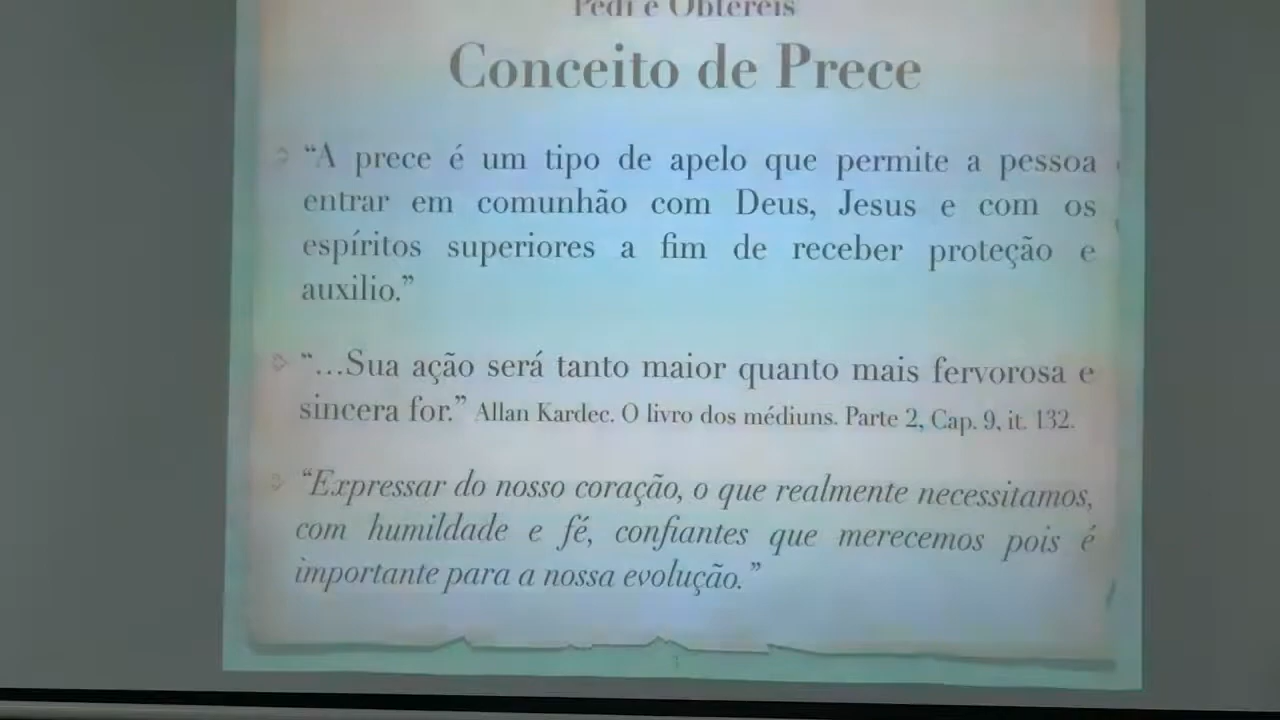 Pedi e Obtereis
Conceito de Prece
“A prece é um tipo de apelo que permite a pessoa
entrar em comunhão com Deus, Jesus e com os
espíritos superiores a fim de receber proteção e
auxilio.”
“...Sua ação será tanto maior quanto mais fervorosa e
sincera for.” Allan Kardec. O livro dos médiuns. Parte 2, Cap. 9, it. 132.
“Expressar do nosso coração, o que realmente necessitamos,
com humildade e fé, confiantes que merecemos pois é
importante para a nossa evolução.”